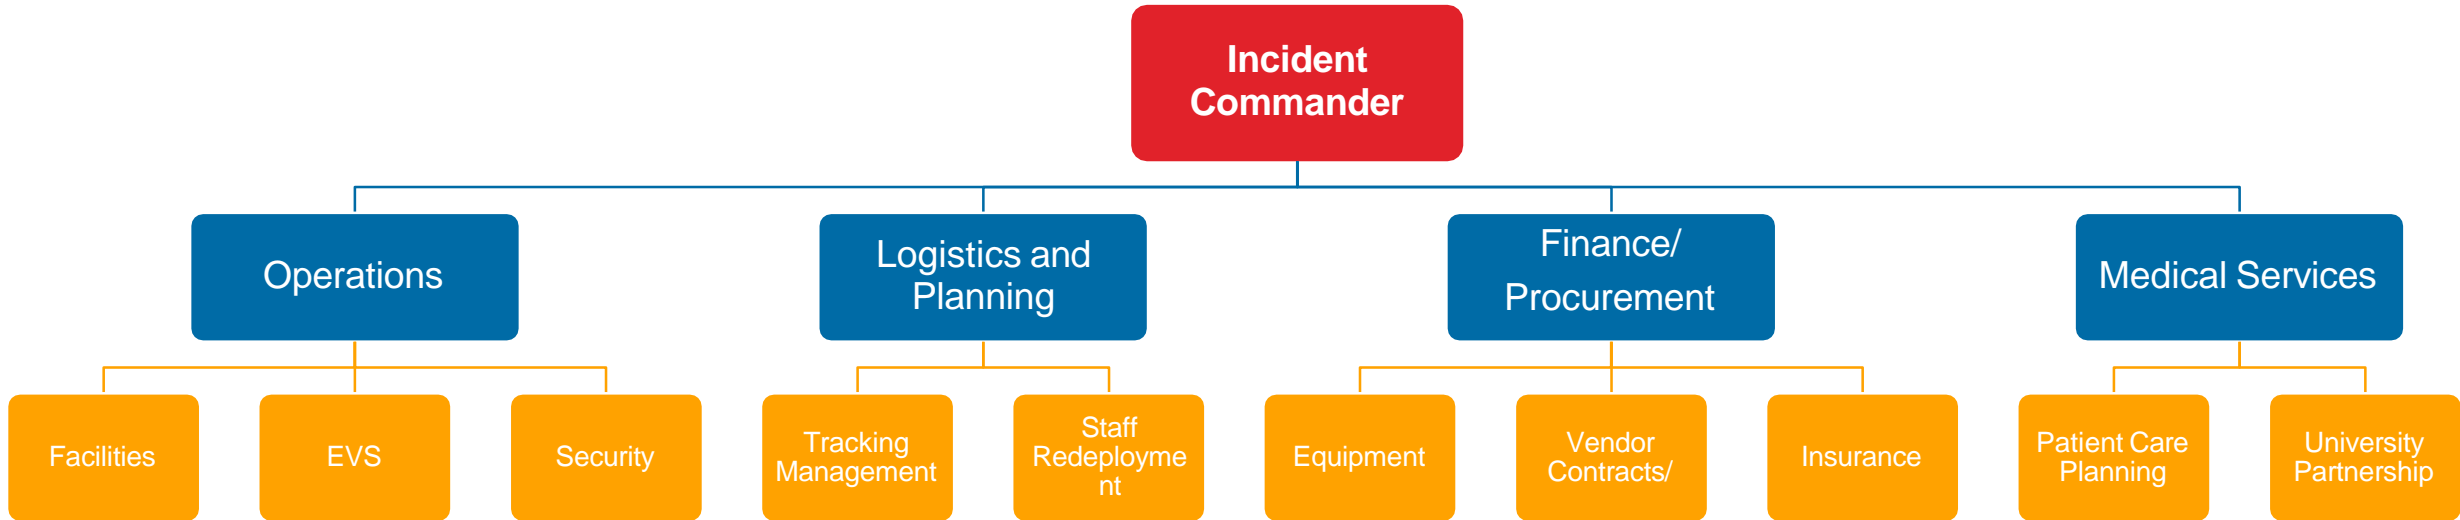 Incident
Commander
Operations
Logistics and
Planning
Finance/
Procurement
Medical Services
Facilities
EVS
Security
Tracking
Management
Staff
Redeployme
nt
Equipment
Vendor
Contracts/
Insurance
Patient Care
Planning
University
Partnership